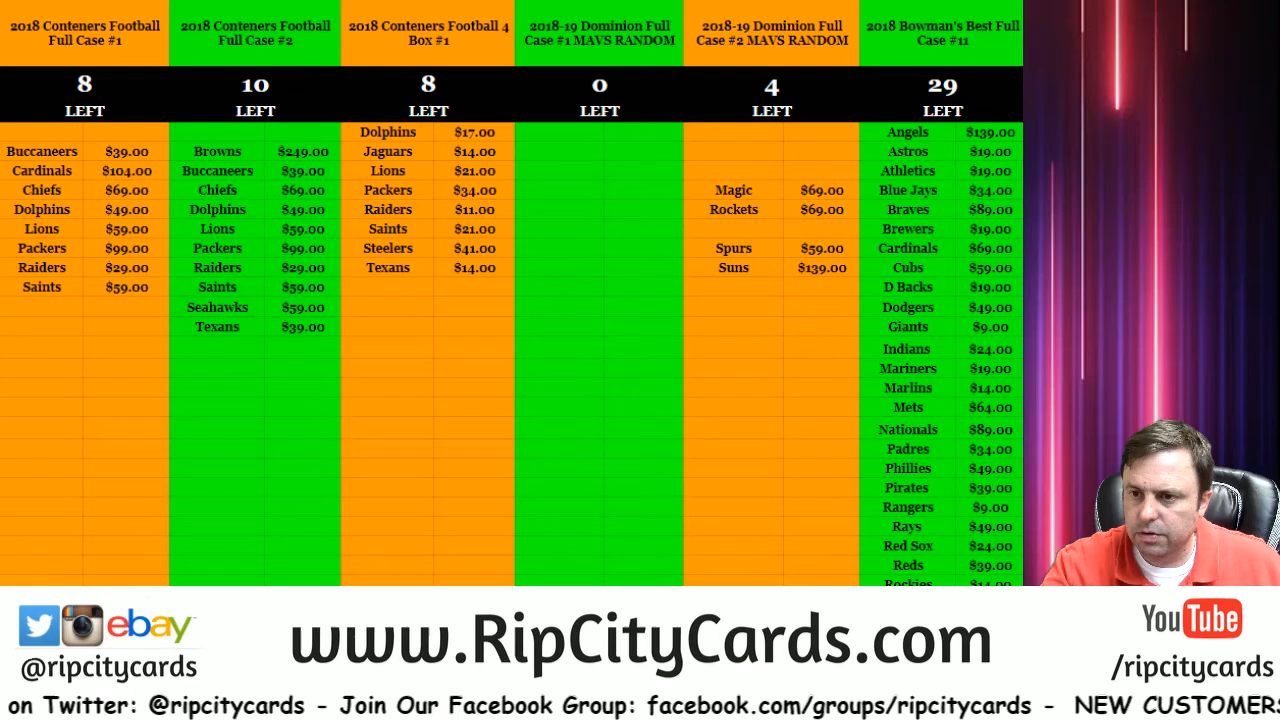 2018 Conteners Football
Full Case #1
8
LEFT
Buccaneers $39.00
Cardinals $104.00
Chiefs $69.00
Dolphins $49.00
Lions $59.00
Packers $99.00
Raiders $29.00
Saints $59.00
2018 Conteners Football
Full Case #2
10
LEFT
Browns $249.00
Buccaneers $39.00
Chiefs $69.00
Dolphins $49.00
Lions $59.00
Packers $99.00
Raiders $29.00
Saints $59.00
Seahawks $59.00
Texans $39.00
2018 Conteners Football 4
Box #1
8
LEFT
Dolphins $17.00
Jaguars $14.00
Lions $21.00
Packers $34.00
Raiders $11.00
Saints $21.00
Steelers $41.00
Texans $14.00
2018-19 Dominion Full
Case #1 MAVS RANDOM
0
LEFT
2018-19 Dominion Full
Case #2 MAVS RANDOM
4
LEFT
Magic $69.00
Rockets $69.00
Spurs $59.00
Suns $139.00
2018 Bowman's Best Full
Case #11
29
LEFT
Angels $139.00
Astros $19.00
Athletics $19.00
Blue Jays $34.00
Braves $89.00
Brewers $19.00
Cardinals $69.00
Cubs $59.00
D Backs $19.00
Dodgers $49.00
Giants $9.00
Indians $24.00
Mariners $19.00
Marlins $14.00
Mets $64.00
Nationals $89.00
Padres $34.00
Phillies $49.00
Pirates $39.00
Rangers $9.00
Rays $49.00
Red Sox $24.00
Reds $39.00
Rockies $14.00
ebay
@ripcitycards
www.RipCityCards.com
YouTube
/ripcitycards
on Twitter: @ripcitycards - Join Our Facebook Group: facebook.com/groups/ripcitycards - NEW CUSTOMERS